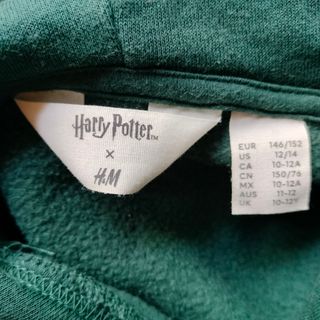 Harry Potter™
×
H&M
EUR 146/152
US 12/14
CA 10-12A
CN 150/76
MX 10-12A
AUS 11-12
UK 10-12Y